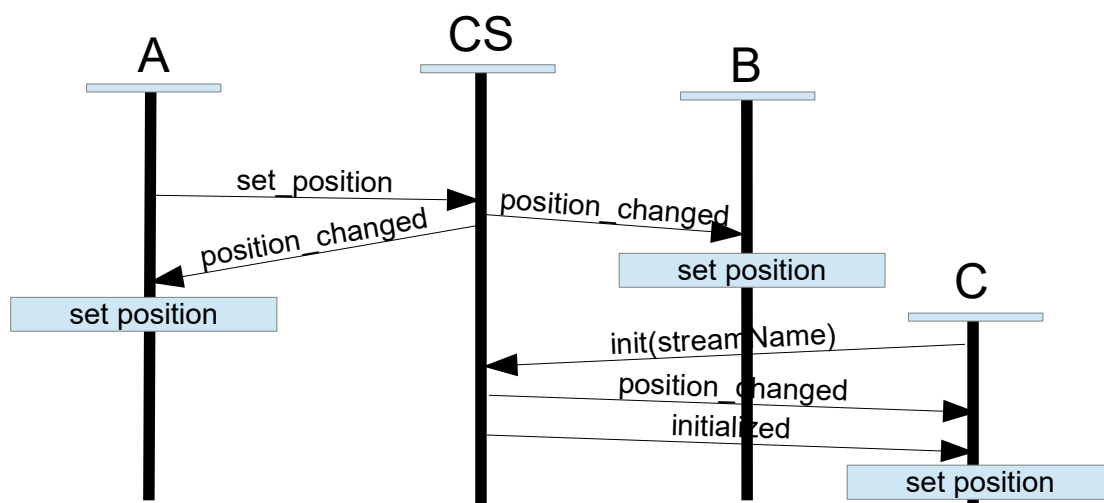 A
CS
B
set_position
position_changed
position_changed
set position
set position
C
init(streamName)
position_changed
initialized
set position